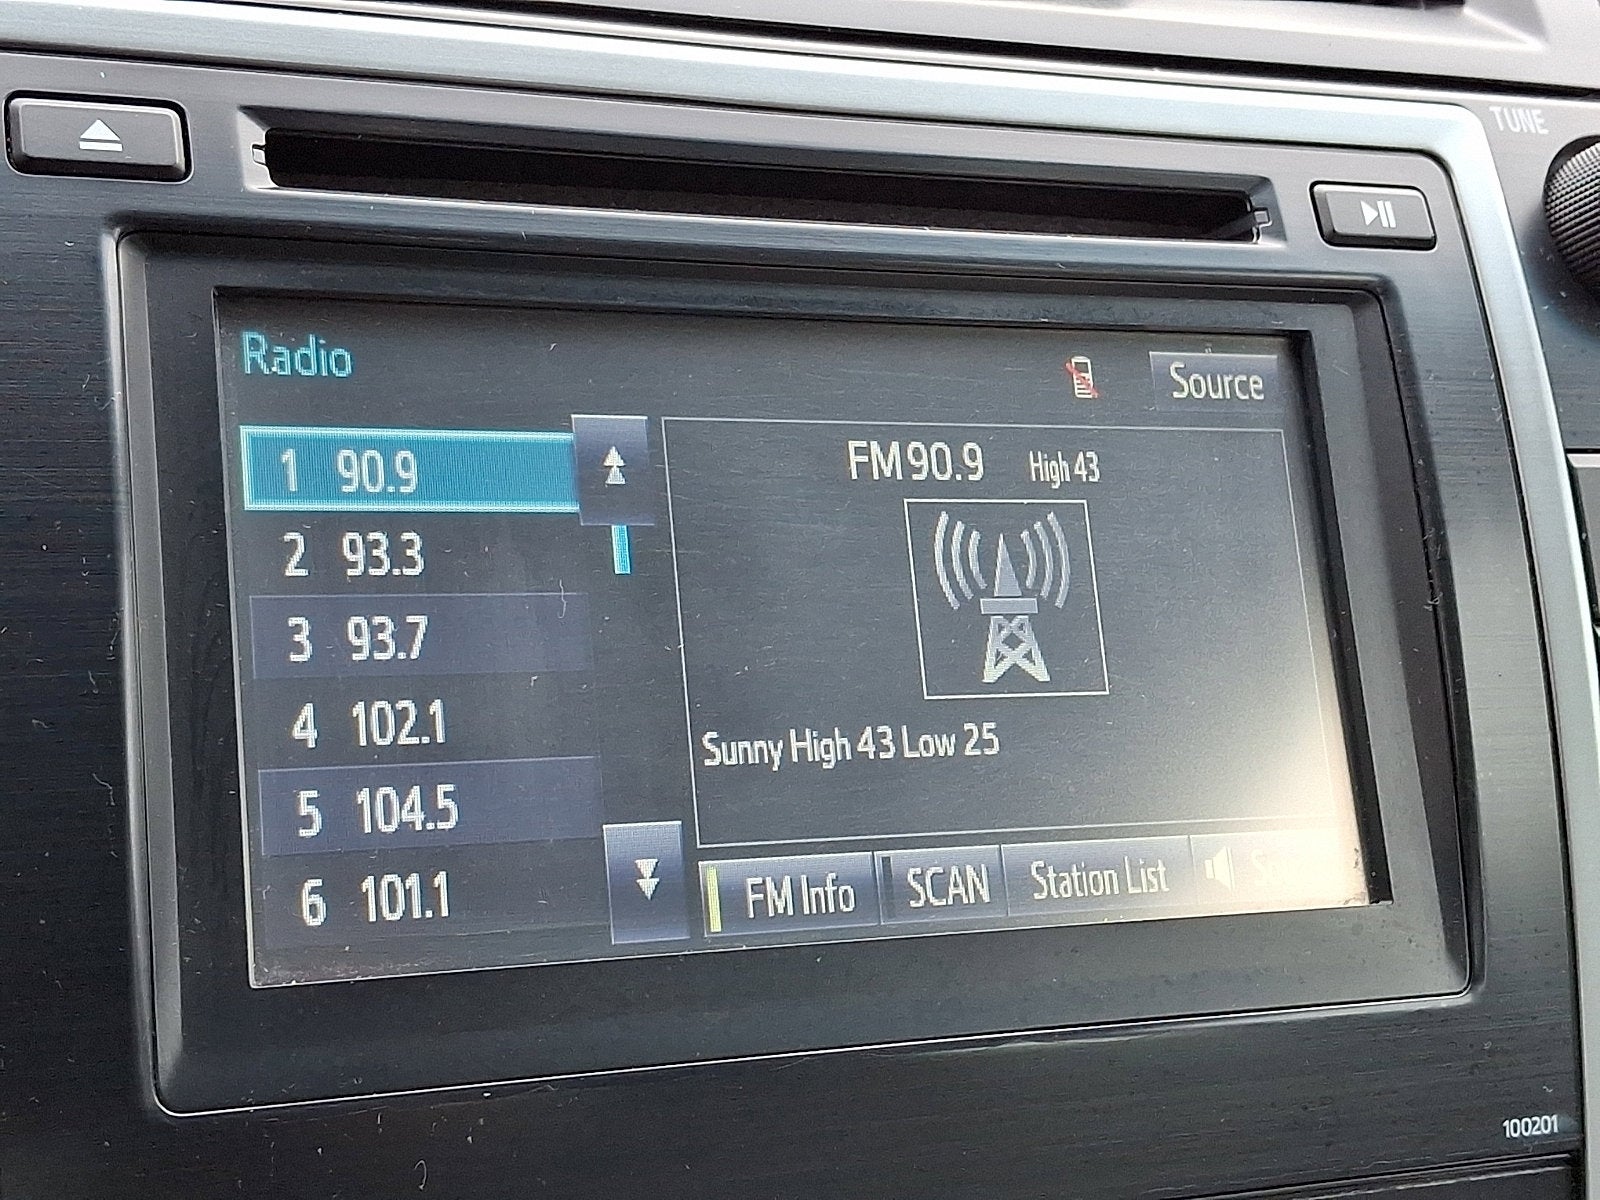 TUNE
Radio
Source
1 90.9
2 93.3
3 93.7
4 102.1
5 104.5
6 101.1
FM 90.9 High 43
Sunny High 43 Low 25
FM Info
SCAN
Station List
100201